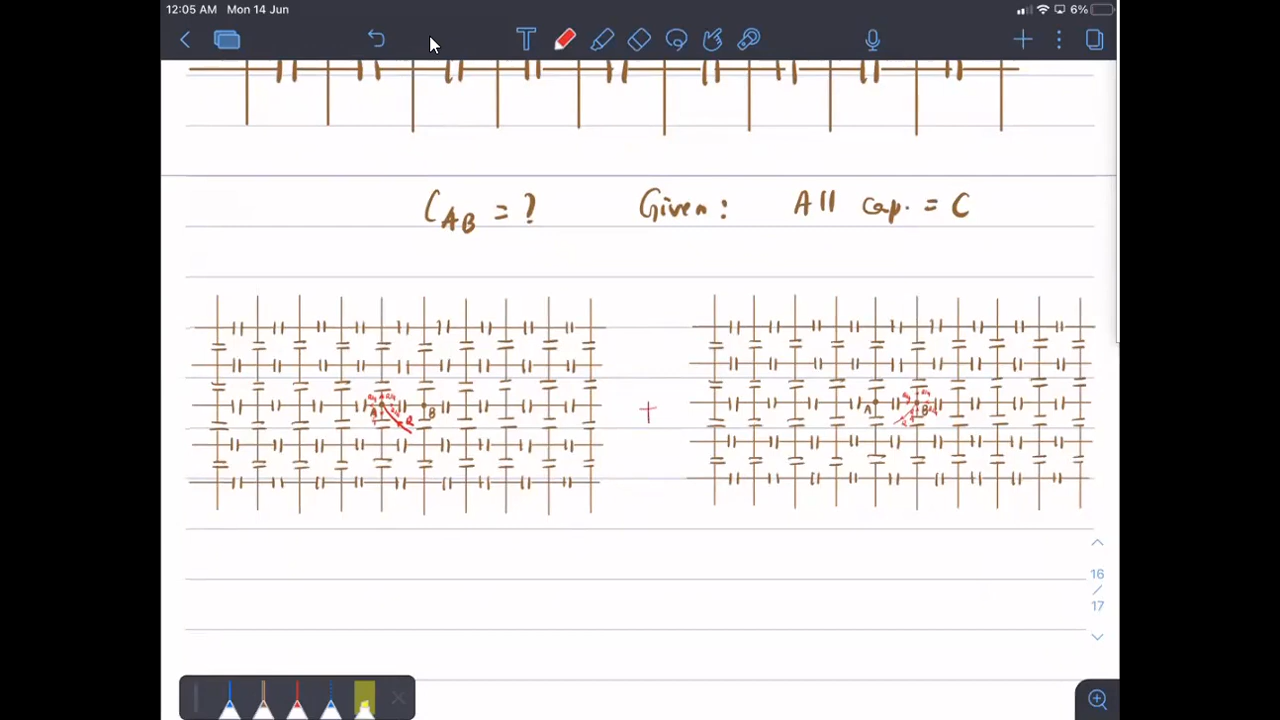 12:05 AM Mon 14 Jun
6%
T
C_AB = ? Given: All cap. = C
A B
A B
R
16
/
17